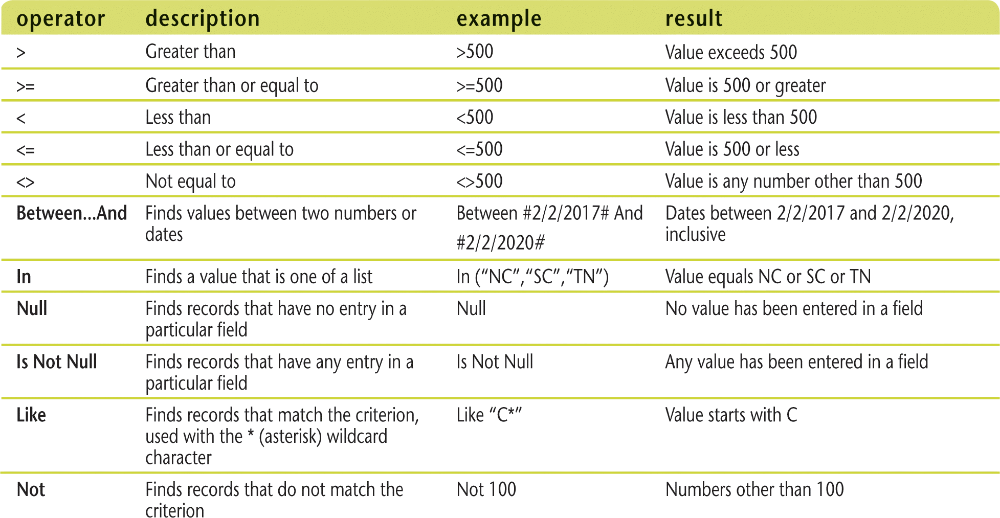 operator description example result
> Greater than >500 Value exceeds 500
>= Greater than or equal to >=500 Value is 500 or greater
< Less than <500 Value is less than 500
<= Less than or equal to <=500 Value is 500 or less
<> Not equal to <>500 Value is any number other than 500
Between...And Finds values between two numbers or Between #2/2/2017# And Dates between 2/2/2017 and 2/2/2020,
dates #2/2/2020# inclusive
In Finds a value that is one of a list In (“NC”,“SC”,“TN”) Value equals NC or SC or TN
Null Finds records that have no entry in a Null No value has been entered in a field
particular field
Is Not Null Finds records that have any entry in a Is Not Null Any value has been entered in a field
particular field
Like Finds records that match the criterion, Like “C*” Value starts with C
used with the * (asterisk) wildcard
character
Not Finds records that do not match the Not 100 Numbers other than 100
criterion